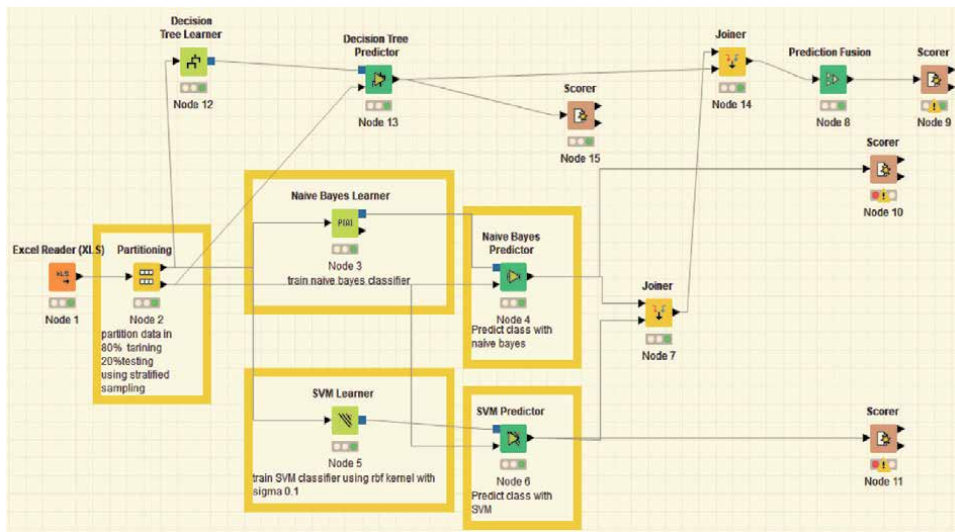 Decision
Tree Learner
Node 12
Decision Tree
Predictor
Node 13
Scorer
Node 15
Joiner
Node 14
Prediction Fusion
Node 8
Scorer
Node 9
Scorer
Node 10
Excel Reader (XLS)
XLS
Node 1
Partitioning
Node 2
partition data in
80% tarining
20%testing
using stratified
sampling
Naive Bayes Learner
P(A)
Node 3
train naive bayes classifier
Naive Bayes
Predictor
Node 4
Predict class with
naive bayes
Joiner
Node 7
SVM Learner
Node 5
train SVM classifier using rbf kernel with
sigma 0.1
SVM Predictor
Node 6
Predict class with
SVM
Scorer
Node 11